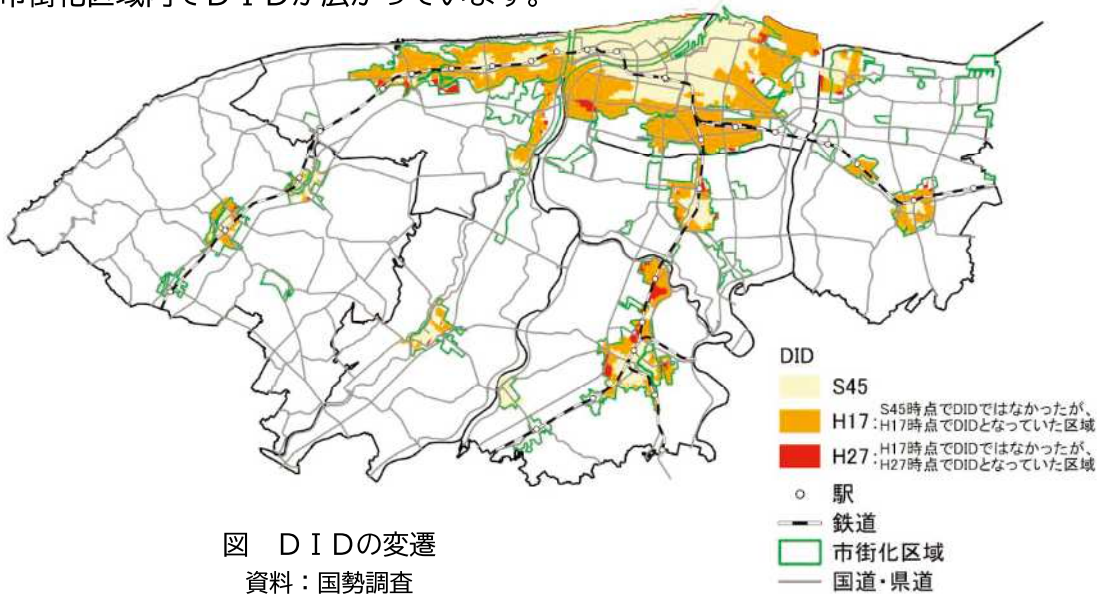 市街化区域内でＤＩＤが広がっています。
DID
S45
H17：S45時点でDIDではなかったが、
H17時点でDIDとなっていた区域
H27：H17時点でDIDではなかったが、
H27時点でDIDとなっていた区域
駅
鉄道
市街化区域
国道・県道
図　ＤＩＤの変遷
資料：国勢調査